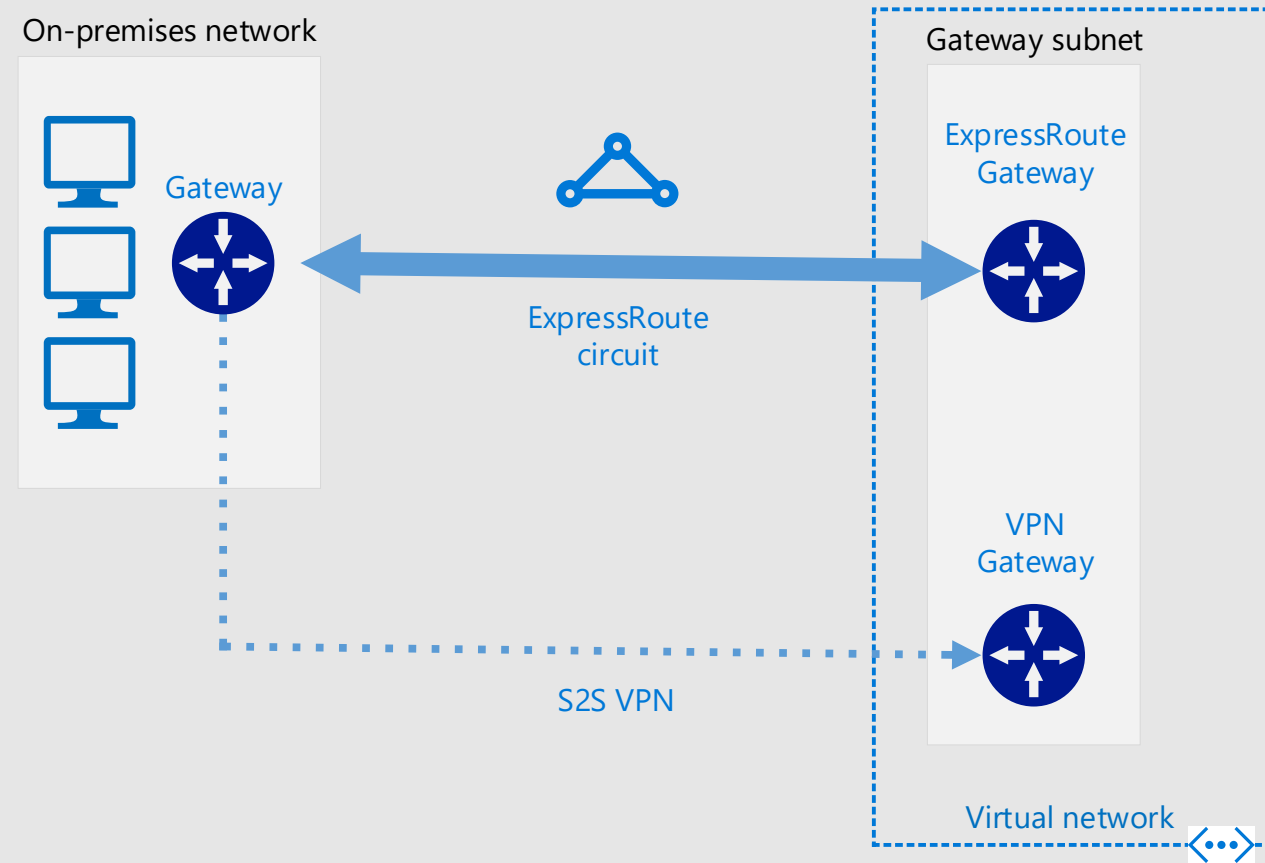 On-premises network
Gateway subnet
ExpressRoute
Gateway
Gateway
ExpressRoute
circuit
VPN
Gateway
S2S VPN
Virtual network